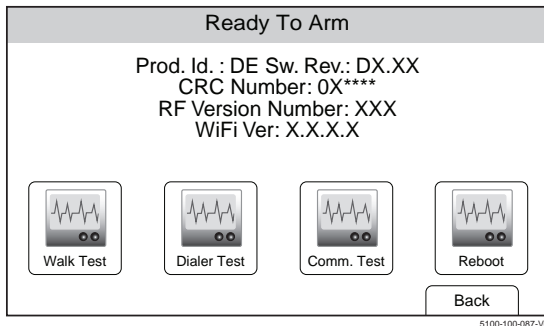 Ready To Arm
Prod. Id. : DE Sw. Rev.: DX.XX
CRC Number: 0X****
RF Version Number: XXX
WiFi Ver: X.X.X.X
Walk Test
Dialer Test
Comm. Test
Reboot
Back
5100-100-087-V